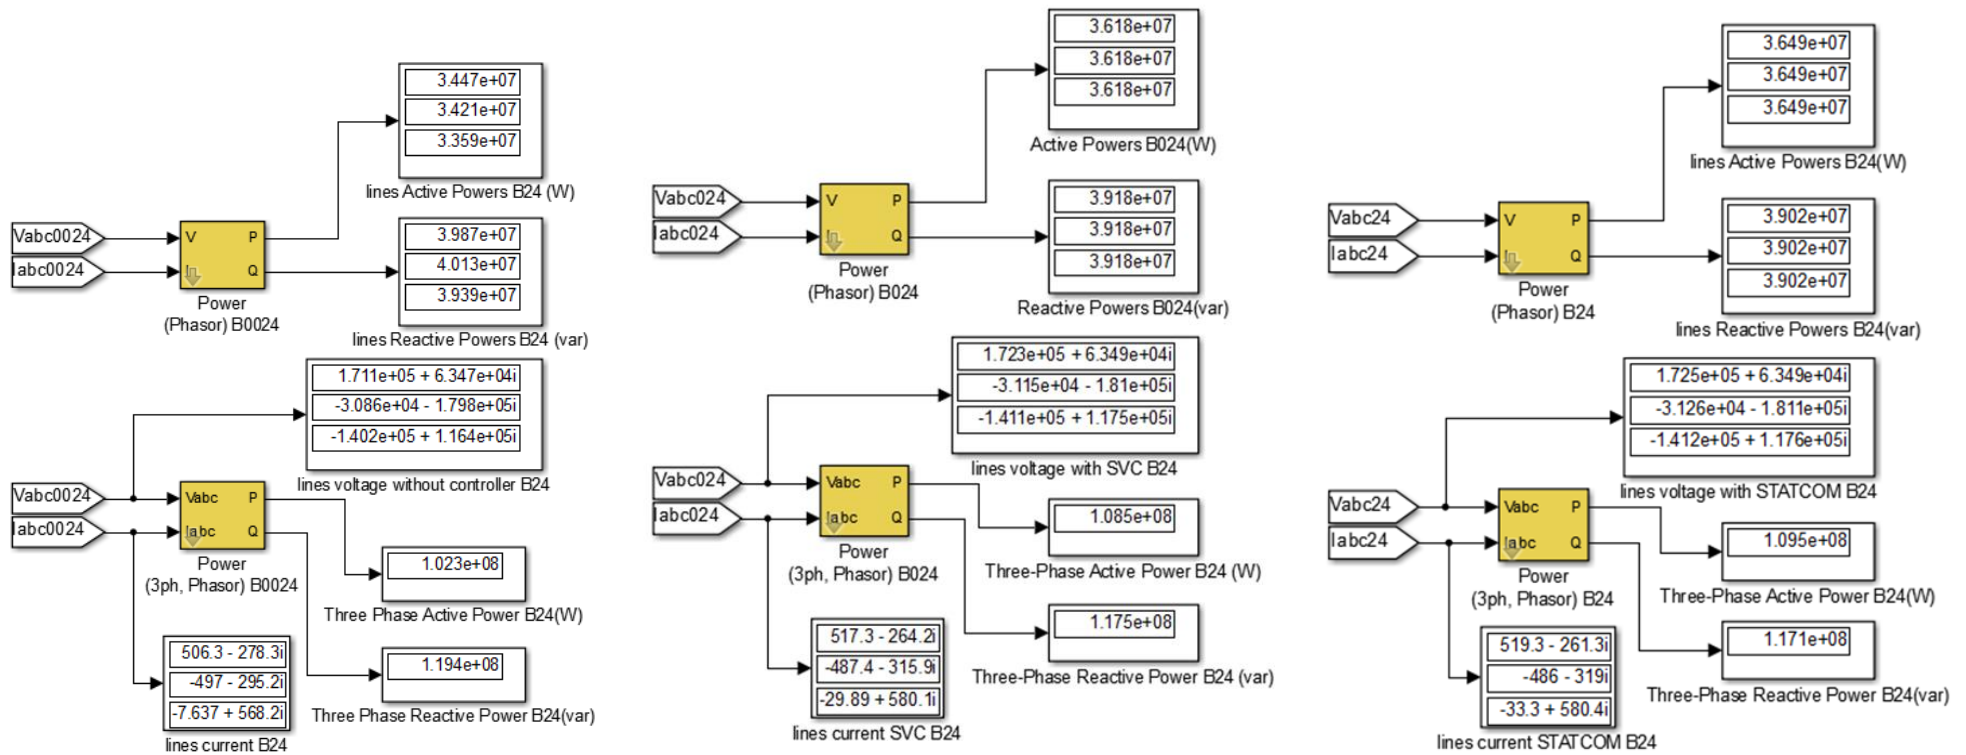 3.447e+07
3.421e+07
3.359e+07
lines Active Powers B24 (W)
Vabc0024
Iabc0024
V P
I Q
Power
(Phasor) B0024
3.987e+07
4.013e+07
3.939e+07
lines Reactive Powers B24 (var)
1.711e+05 + 6.347e+04i
-3.086e+04 - 1.798e+05i
-1.402e+05 + 1.164e+05i
lines voltage without controller B24
Vabc0024
Iabc0024
Vabc P
Iabc Q
Power
(3ph, Phasor) B0024
1.023e+08
Three Phase Active Power B24(W)
506.3 - 278.3i
-497 - 295.2i
-7.637 + 568.2i
lines current B24
1.194e+08
Three Phase Reactive Power B24(var)
3.618e+07
3.618e+07
3.618e+07
Active Powers B024(W)
Vabc024
Iabc024
V P
I Q
Power
(Phasor) B024
3.918e+07
3.918e+07
3.918e+07
Reactive Powers B024(var)
1.723e+05 + 6.349e+04i
-3.115e+04 - 1.81e+05i
-1.411e+05 + 1.175e+05i
lines voltage with SVC B24
Vabc024
Iabc024
Vabc P
Iabc Q
Power
(3ph, Phasor) B024
1.085e+08
Three-Phase Active Power B24 (W)
517.3 - 264.2i
-487.4 - 315.9i
-29.89 + 580.1i
lines current SVC B24
1.175e+08
Three-Phase Reactive Power B24 (var)
3.649e+07
3.649e+07
3.649e+07
lines Active Powers B24(W)
Vabc24
Iabc24
V P
I Q
Power
(Phasor) B24
3.902e+07
3.902e+07
3.902e+07
lines Reactive Powers B24(var)
1.725e+05 + 6.349e+04i
-3.126e+04 - 1.811e+05i
-1.412e+05 + 1.176e+05i
lines voltage with STATCOM B24
Vabc24
Iabc24
Vabc P
Iabc Q
Power
(3ph, Phasor) B24
1.095e+08
Three-Phase Active Power B24(W)
519.3 - 261.3i
-486 - 319i
-33.3 + 580.4i
lines current STATCOM B24
1.171e+08
Three-Phase Reactive Power B24(var)